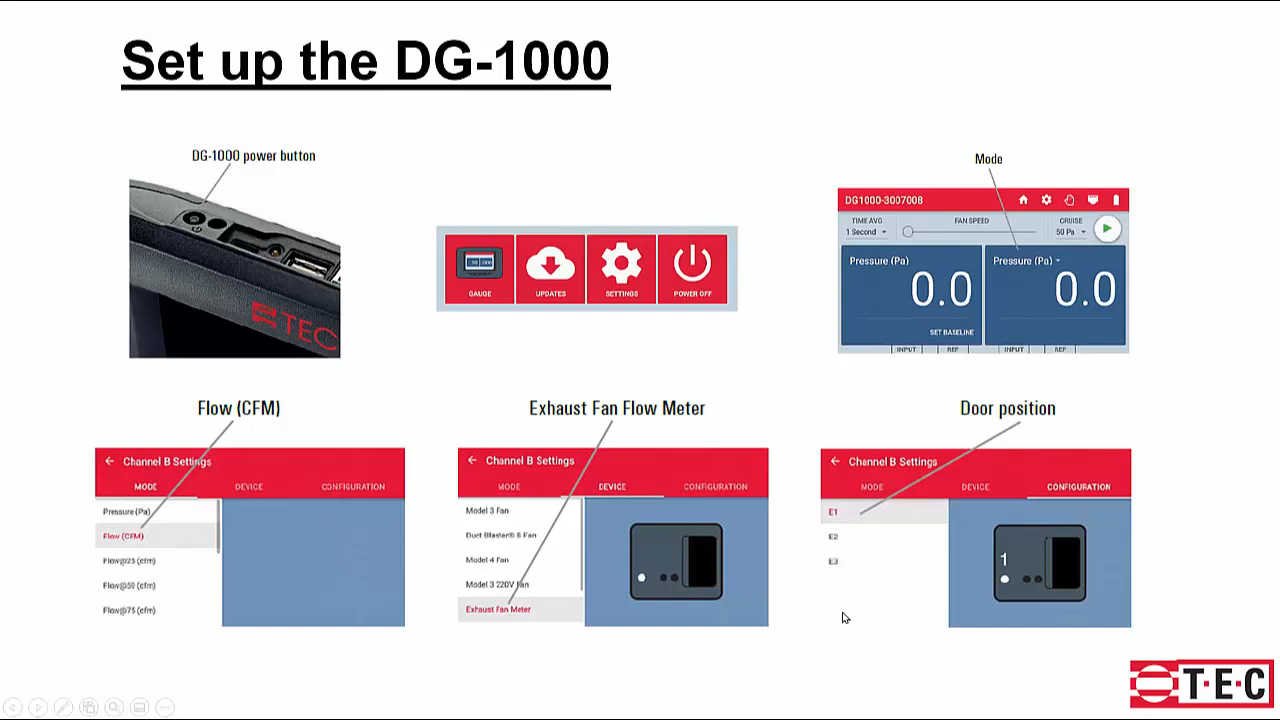 Set up the DG-1000
DG-1000 power button
TEC
GAUGE
UPDATES
SETTINGS
POWER OFF
Mode
DG1000-3007008
TIME AVG
1 Second
FAN SPEED
CRUISE
50 Pa
Pressure (Pa)
0.0
SET BASELINE
Pressure (Pa)
0.0
INPUT REF INPUT REF
Flow (CFM)
Channel B Settings
MODE DEVICE CONFIGURATION
Pressure (Pa)
Flow (CFM)
Flow@25 (cfm)
Flow@50 (cfm)
Flow@75 (cfm)
Exhaust Fan Flow Meter
Channel B Settings
MODE DEVICE CONFIGURATION
Model 3 Fan
Duct Blaster® B Fan
Model 4 Fan
Model 3 220V Fan
Exhaust Fan Meter
Door position
Channel B Settings
MODE DEVICE CONFIGURATION
E1
E2
E3
1
T·E·C